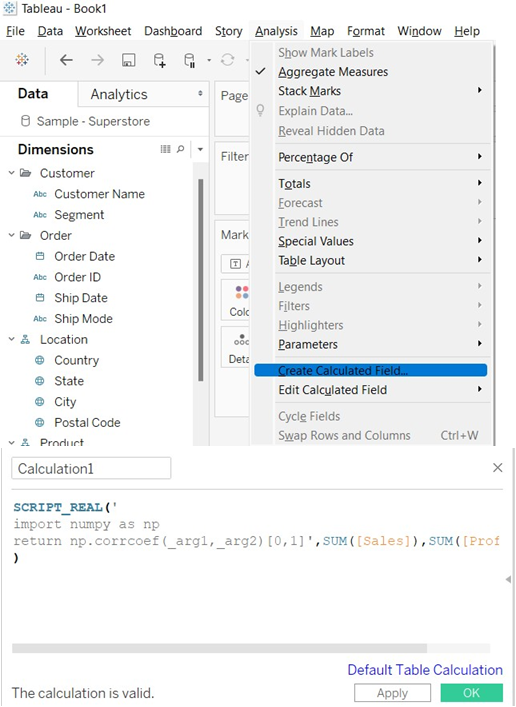 Tableau - Book1
File Data Worksheet Dashboard Story Analysis Map Format Window Help
Data Analytics
Sample - Superstore
Dimensions
Customer
Abc Customer Name
Abc Segment
Order
Order Date
Abc Order ID
Ship Date
Abc Ship Mode
Location
Country
State
City
Postal Code
Product
Page
Filter
Mark
Colo
Deta
Show Mark Labels
Aggregate Measures
Stack Marks
Explain Data...
Reveal Hidden Data
Percentage Of
Totals
Forecast
Trend Lines
Special Values
Table Layout
Legends
Filters
Highlighters
Parameters
Create Calculated Field...
Edit Calculated Field
Cycle Fields
Swap Rows and Columns Ctrl+W
Calculation1
SCRIPT_REAL('
import numpy as np
return np.corrcoef(_arg1,_arg2)[0,1]',SUM([Sales]),SUM([Prof
)
Default Table Calculation
The calculation is valid. Apply OK